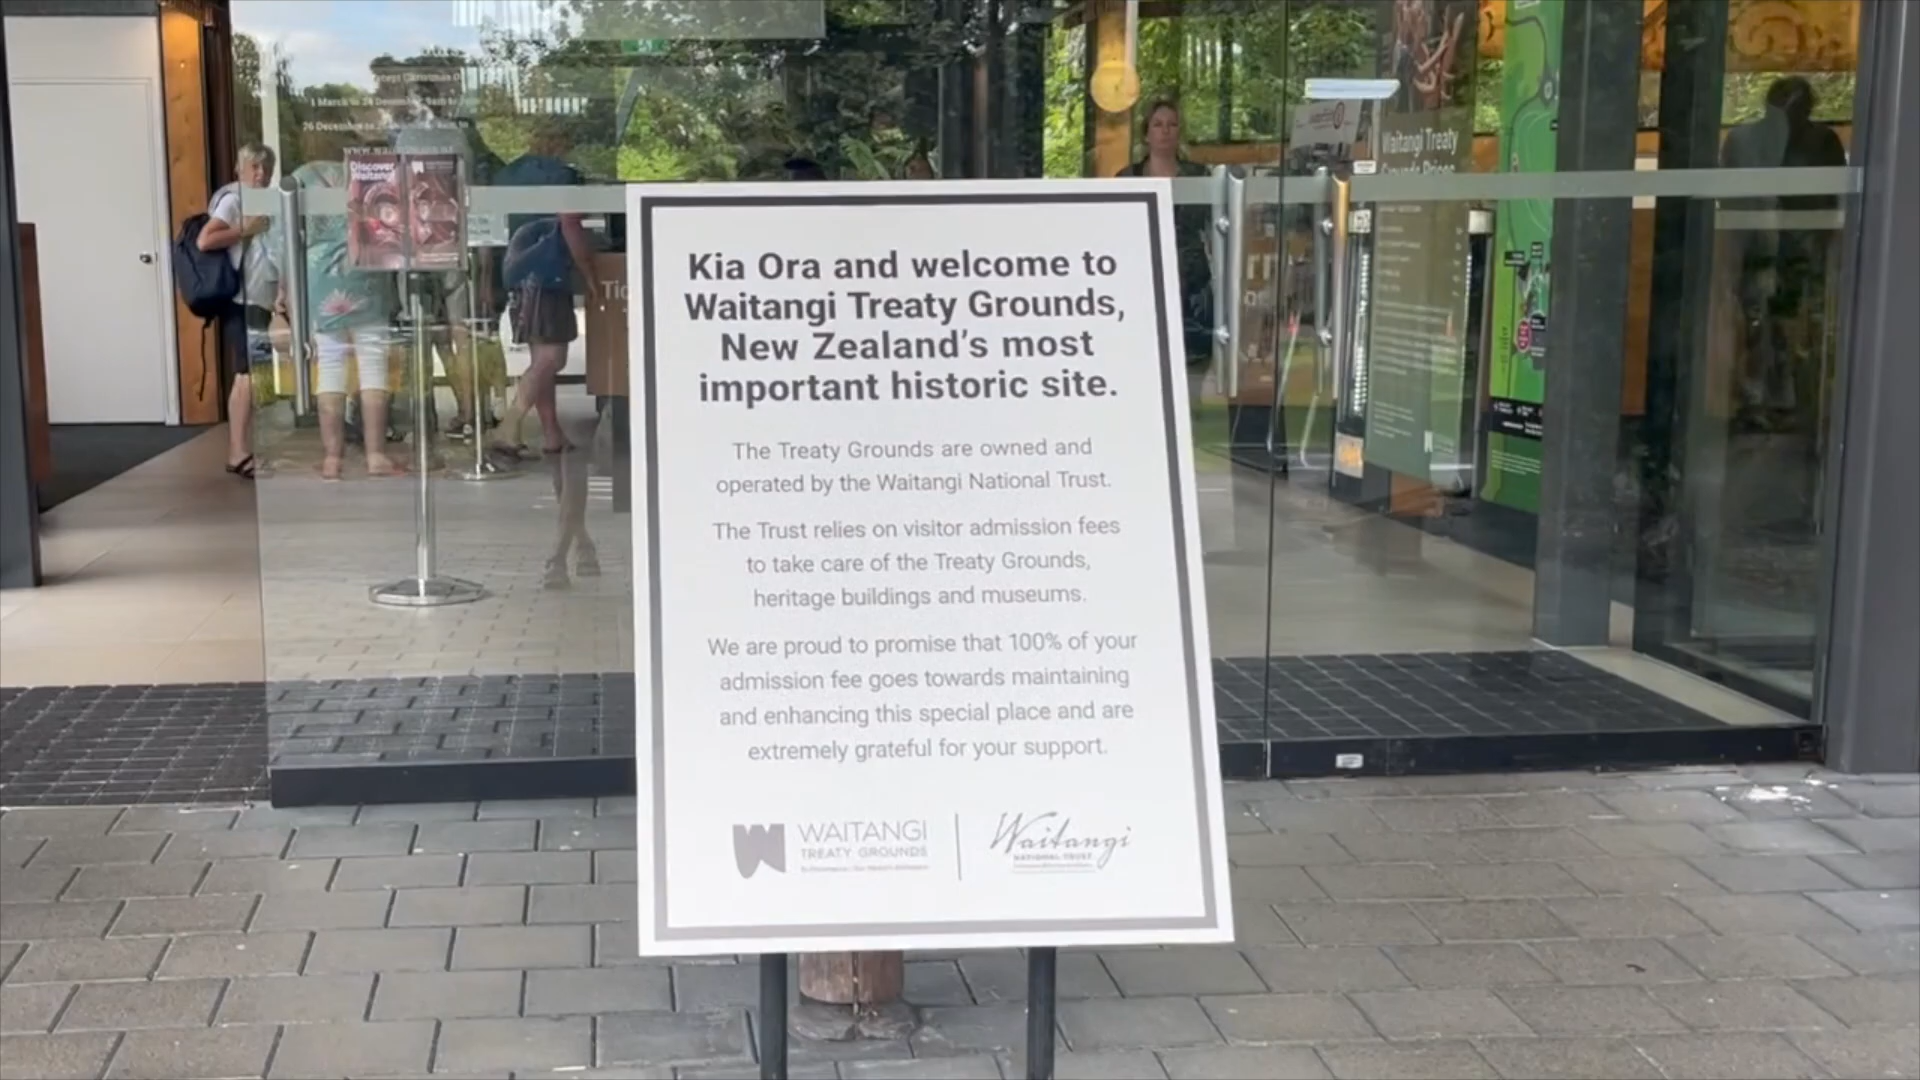 Kia Ora and welcome to
Waitangi Treaty Grounds,
New Zealand's most
important historic site.
The Treaty Grounds are owned and
operated by the Waitangi National Trust.
The Trust relies on visitor admission fees
to take care of the Treaty Grounds,
heritage buildings and museums.
We are proud to promise that 100% of your
admission fee goes towards maintaining
and enhancing this special place and are
extremely grateful for your support.
WAITANGI
TREATY GROUNDS
Waitangi
NATIONAL TRUST
Discover
Waitangi
Waitangi Treaty
Grounds Prices